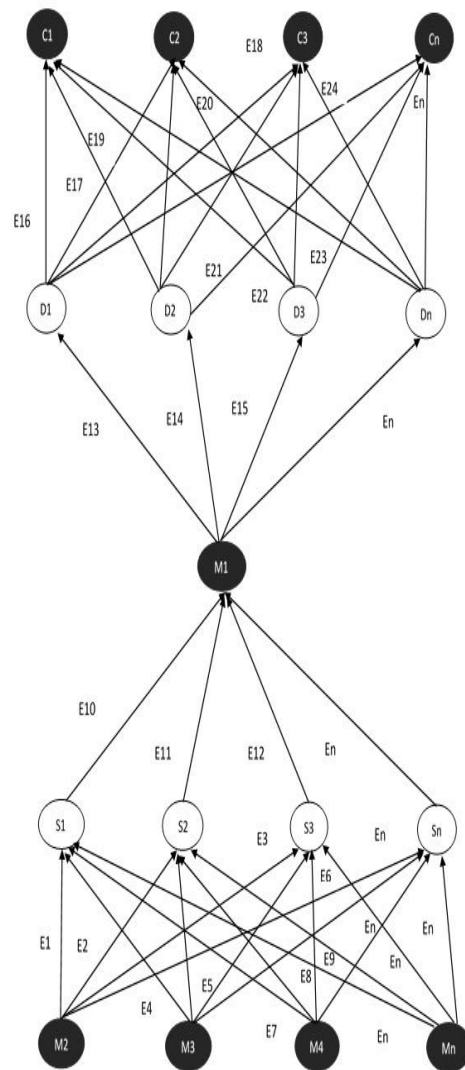 C1 C2 E18 C3 Cn
E20 E24 En
E19
E17
E16
E21 E23
D1 D2 E22 D3 Dn
E14 E15 En
E13
M1
E10
E11 E12 En
S1 S2 S3 Sn
E3 En
E6
E1 E2 En En
E9 En
E5 E8
E4
E7 En
M2 M3 M4 Mn